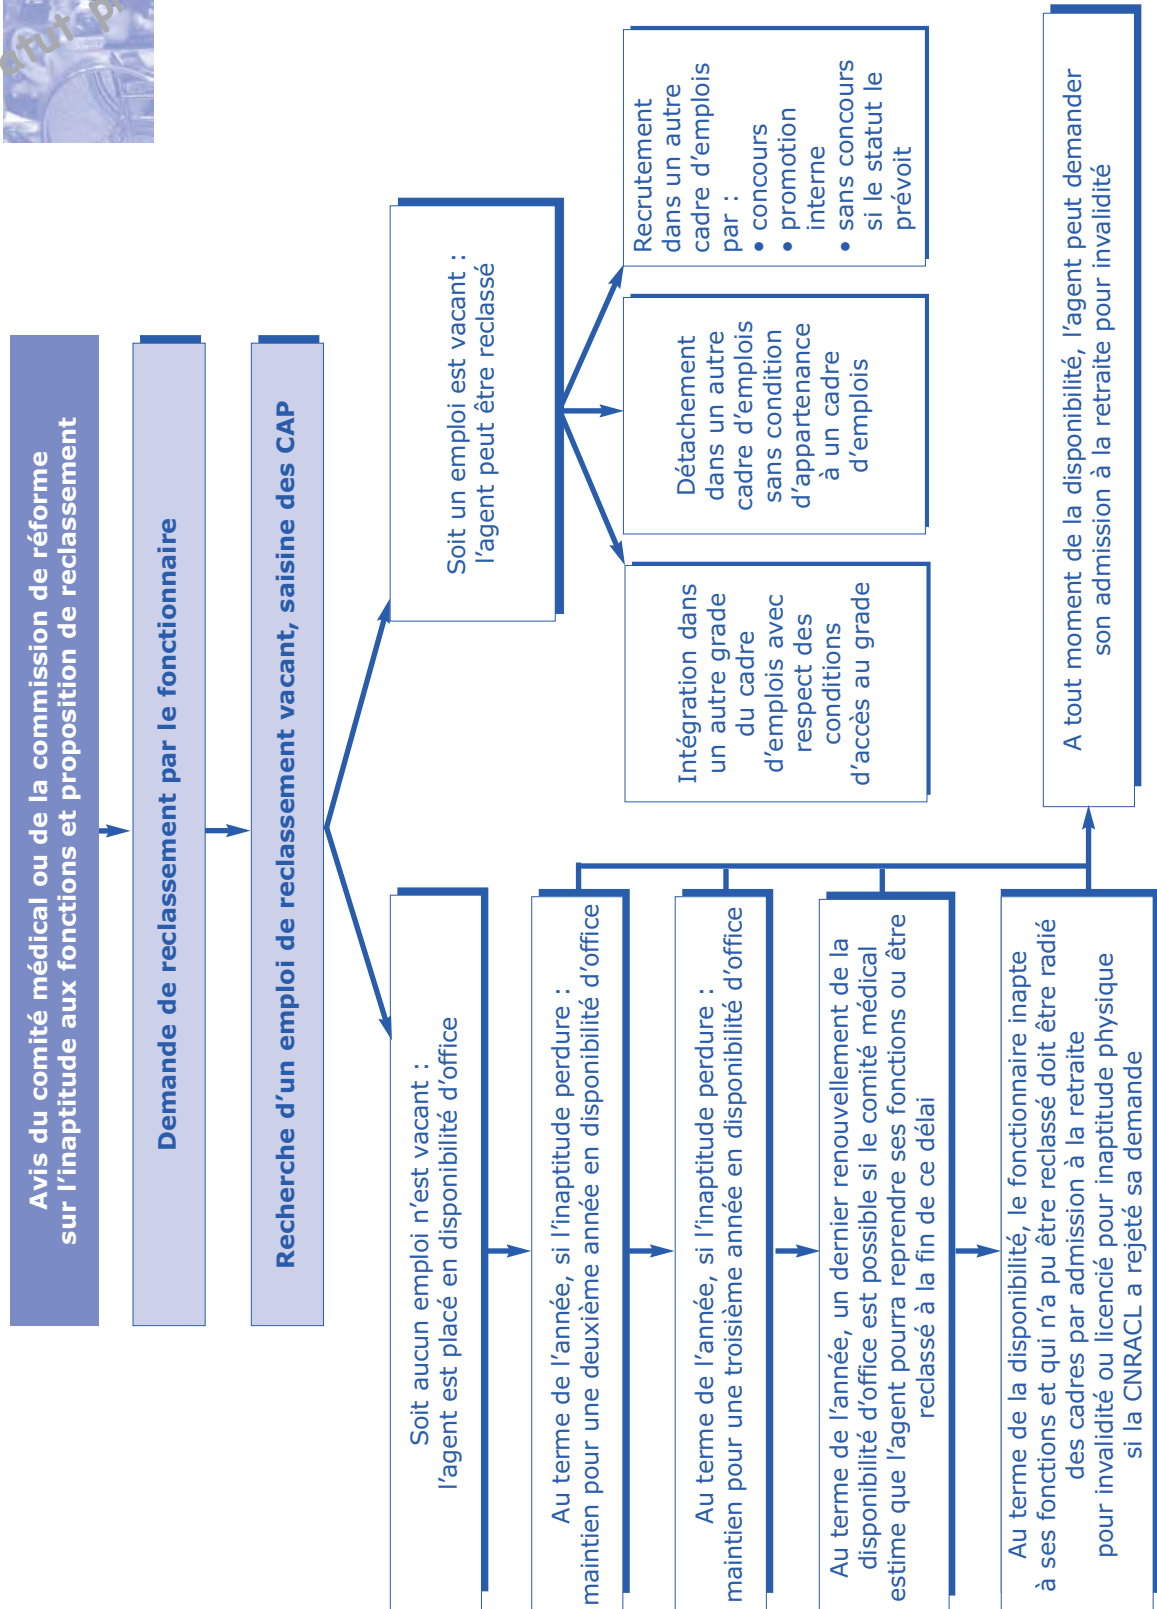 Avis du comité médical ou de la commission de réforme
sur l'inaptitude aux fonctions et proposition de reclassement
Demande de reclassement par le fonctionnaire
Recherche d'un emploi de reclassement vacant, saisine des CAP
Soit aucun emploi n'est vacant :
l'agent est placé en disponibilité d'office
Au terme de l'année, si l'inaptitude perdure :
maintien pour une deuxième année en disponibilité d'office
Au terme de l'année, si l'inaptitude perdure :
maintien pour une troisième année en disponibilité d'office
Au terme de l'année, un dernier renouvellement de la
disponibilité d'office est possible si le comité médical
estime que l'agent pourra reprendre ses fonctions ou être
reclassé à la fin de ce délai
Au terme de la disponibilité, le fonctionnaire inapte
à ses fonctions et qui n'a pu être reclassé doit être radié
des cadres par admission à la retraite
pour invalidité ou licencié pour inaptitude physique
si la CNRACL a rejeté sa demande
Soit un emploi est vacant :
l'agent peut être reclassé
Intégration dans
un autre grade
du cadre
d'emplois avec
respect des
conditions
d'accès au grade
Détachement
dans un autre
cadre d'emplois
sans condition
d'appartenance
à un cadre
d'emplois
Recrutement
dans un autre
cadre d'emplois
par :
• concours
• promotion
interne
• sans concours
si le statut le
prévoit
A tout moment de la disponibilité, l'agent peut demander
son admission à la retraite pour invalidité